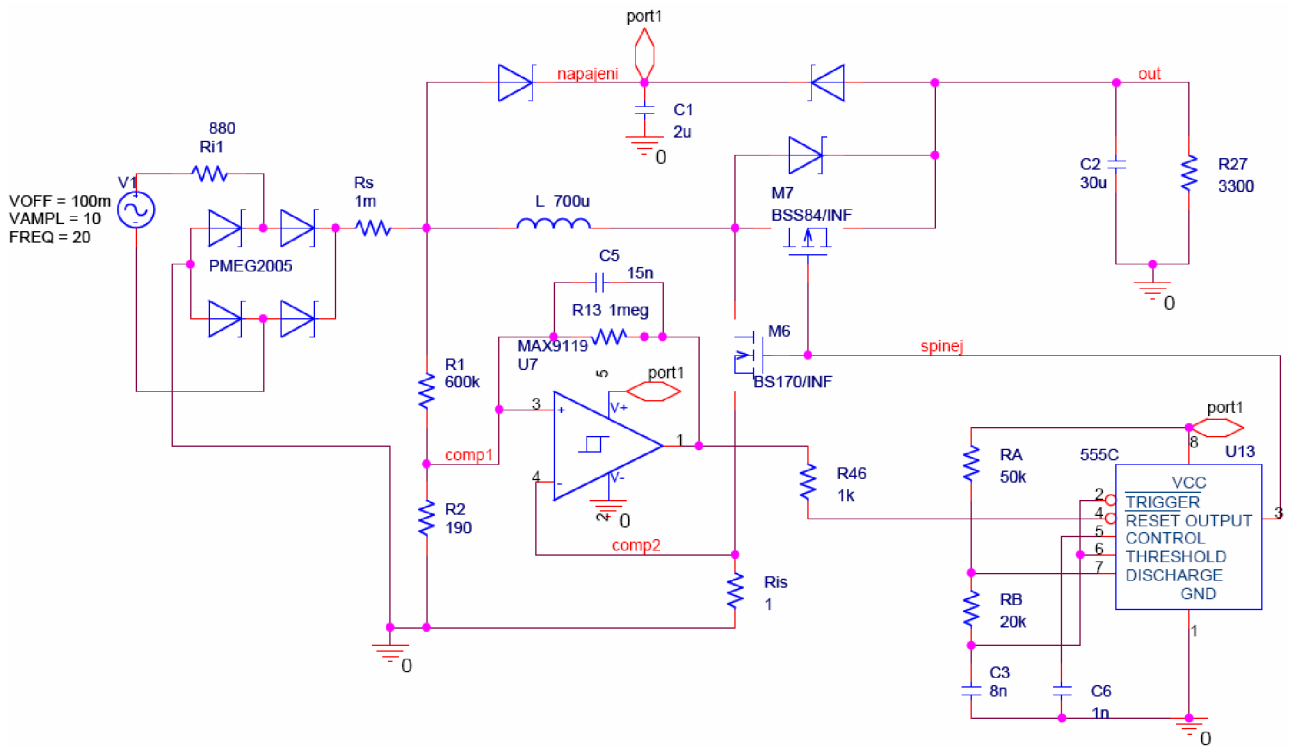 port1
napajeni
out
C1
2u
0
880
Ri1
V1
VOFF = 100m
VAMPL = 10
FREQ = 20
Rs
1m
PMEG2005
L 700u
M7
BSS84/INF
C2
30u
R27
3300
0
C5
15n
R13 1meg
MAX9119
U7
M6
BS170/INF
spinej
R1
600k
5
port1
V+
3
+
1
comp1
4
-
V-
2
0
R2
190
comp2
R46
1k
Ris
1
0
port1
8
555C
U13
RA
50k
VCC
2
TRIGGER
4
RESET OUTPUT
3
5
CONTROL
6
THRESHOLD
7
DISCHARGE
GND
RB
20k
1
C3
8n
C6
1n
0